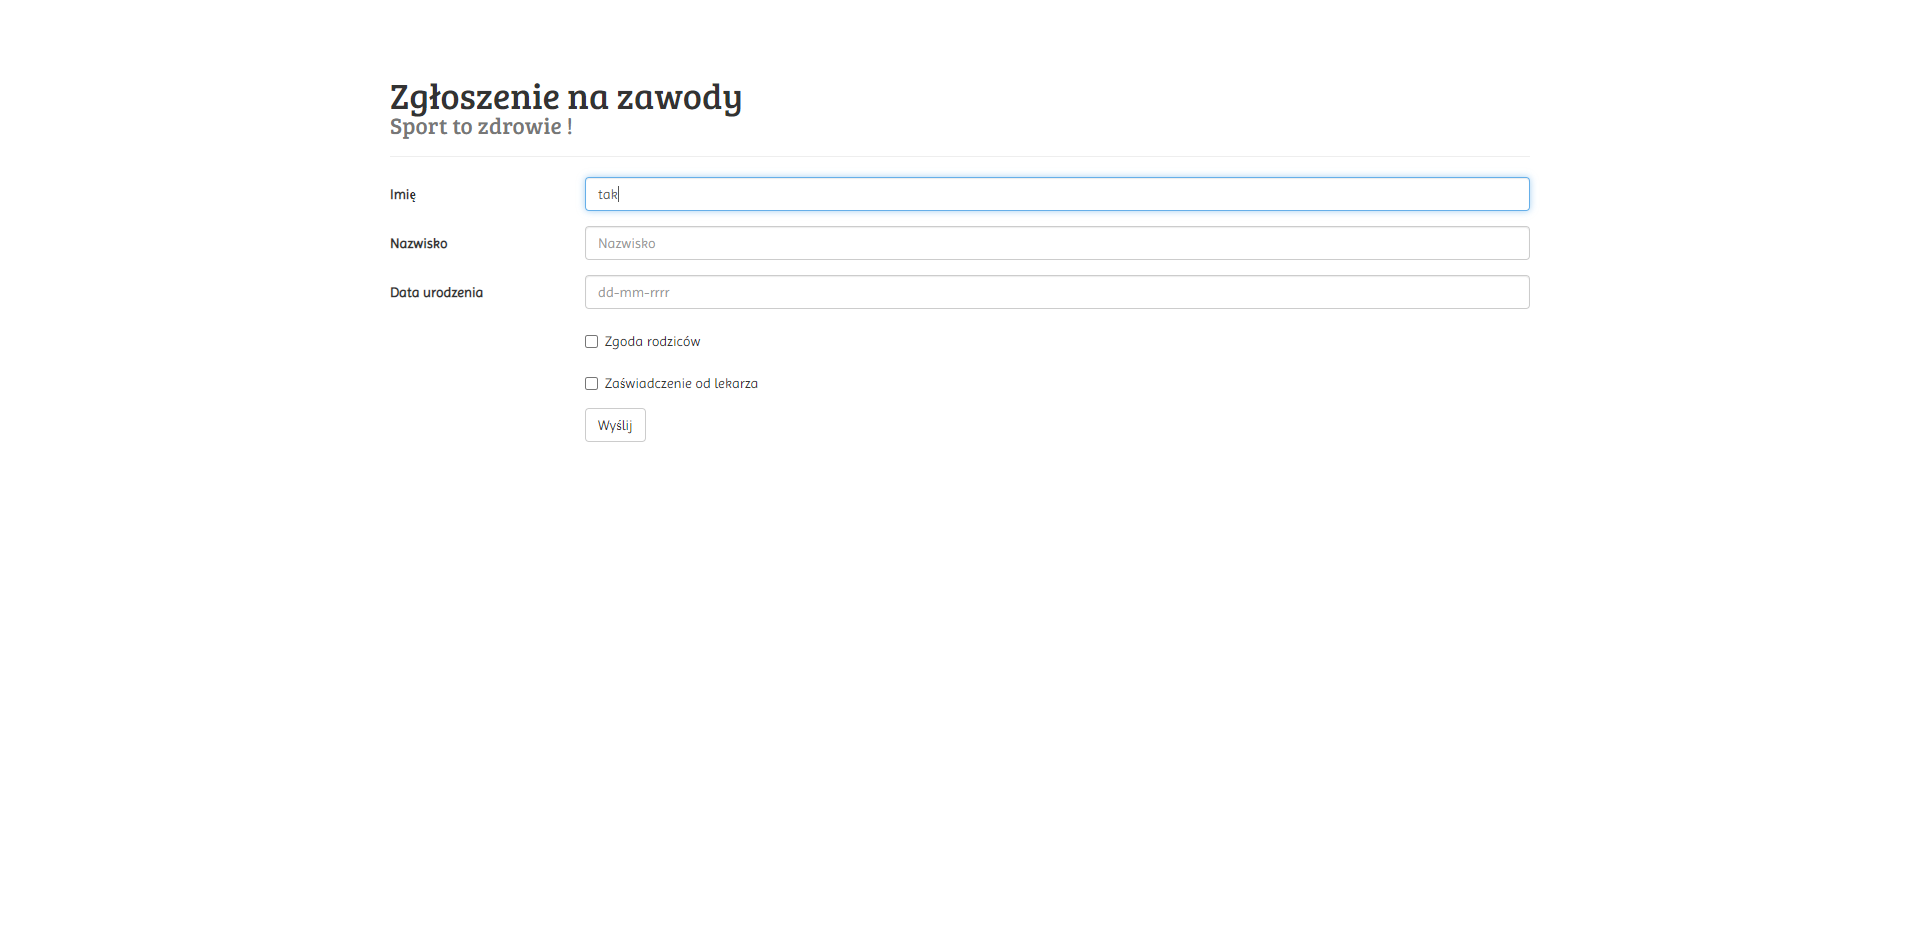 Zgłoszenie na zawody
Sport to zdrowie !
Imię tak
Nazwisko Nazwisko
Data urodzenia dd-mm-rrrr
Zgoda rodziców
Zaświadczenie od lekarza
Wyślij